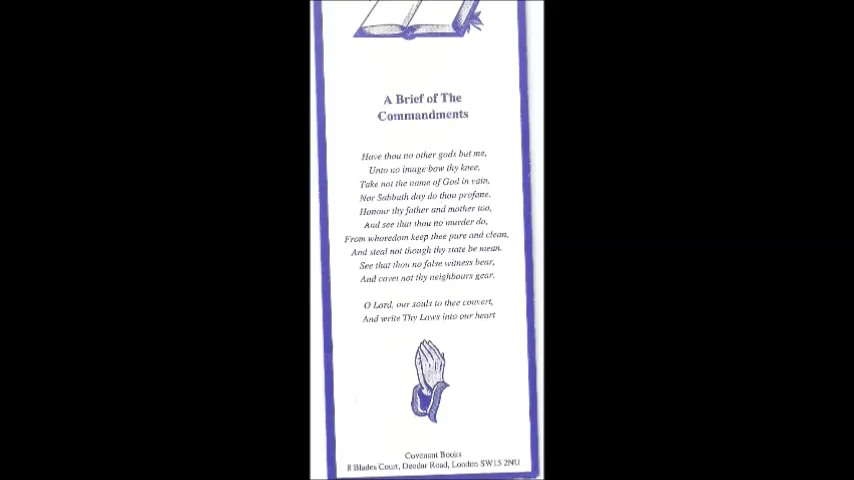 A Brief of The
Commandments
Have thou no other gods but me,
Unto no image bow thy knee,
Take not the name of God in vain,
Nor Sabbath day do thou profane.
Honour thy father and mother too,
And see that thou no murder do,
From whoredom keep thee pure and clean,
And steal not though thy state be mean.
See that thou no false witness bear,
And covet not thy neighbours gear.
O Lord, our souls to thee convert,
And write Thy Laws into our heart
Covenant Books
8 Blades Court, Deodar Road, London SW15 2NU